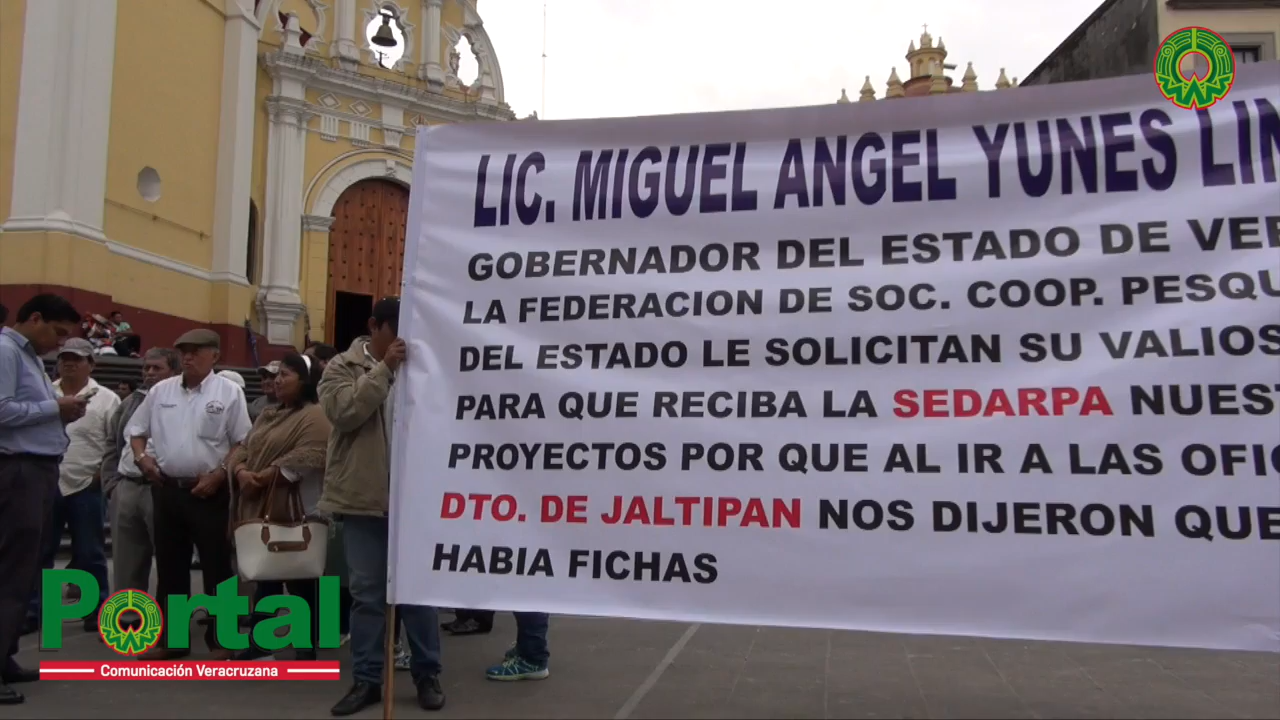 LIC. MIGUEL ANGEL YUNES LIN
GOBERNADOR DEL ESTADO DE VER
LA FEDERACION DE SOC. COOP. PESQU
DEL ESTADO LE SOLICITAN SU VALIOS
PARA QUE RECIBA LA SEDARPA NUES
PROYECTOS POR QUE AL IR A LAS OFI
DTO. DE JALTIPAN NOS DIJERON QUE
HABIA FICHAS
Portal
Comunicación Veracruzana